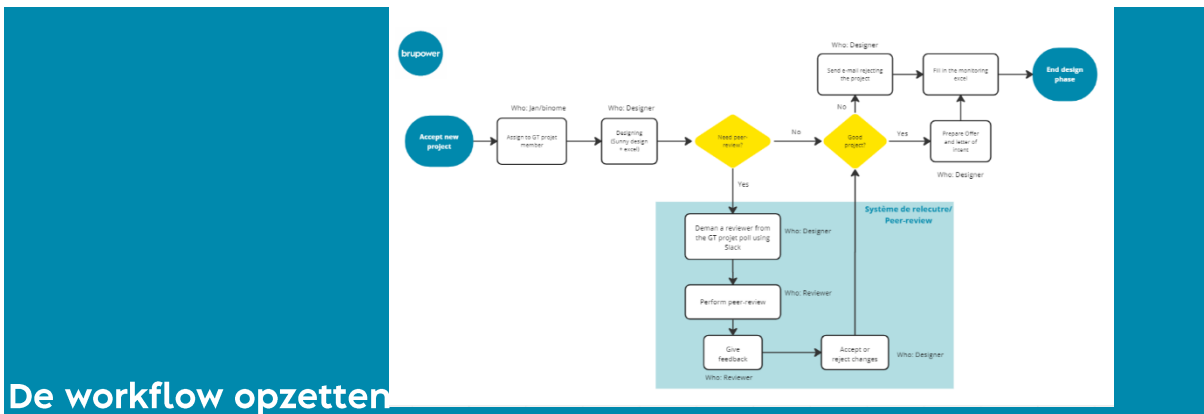 brupower
Who: Designer
Send e-mail rejecting
the project
Fill in the monitoring
excel
End design
phase
No
Who: Jan/binome
Who: Designer
Accept new
project
Assign to GT projet
member
Designing
(Sunny design
+ excel)
Need peer-
review?
No
Good
project?
Yes
Prepare Offer
and letter of
Intent
Who: Designer
Yes
Système de relecutre/
Peer-review
Deman a reviewer from
the GT projet poll using
Slack
Who: Designer
Perform peer-review
Who: Reviewer
Give
feedback
Accept or
reject changes
Who: Designer
Who: Reviewer
De workflow opzetten